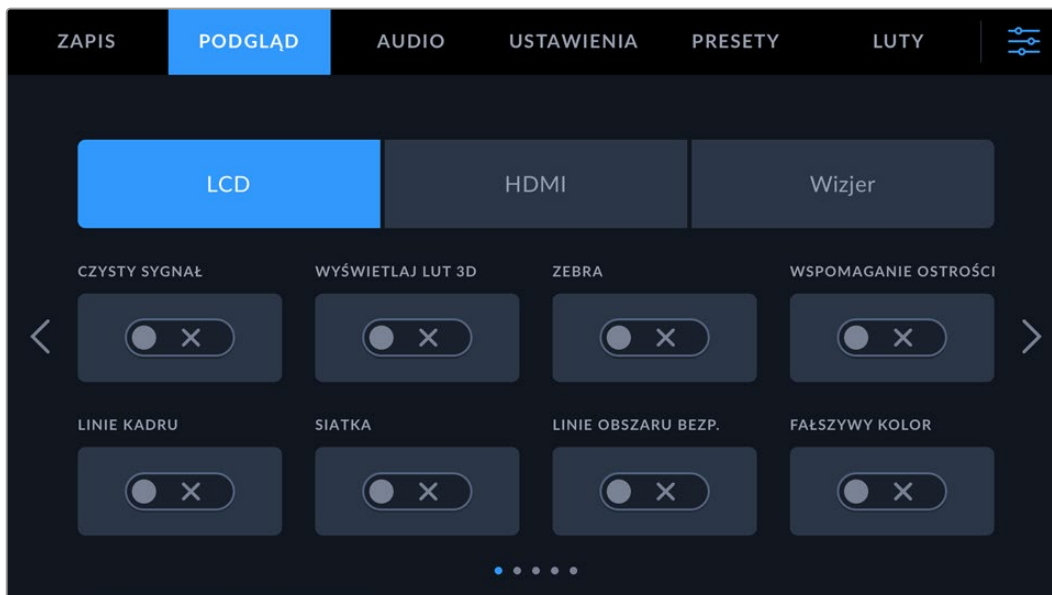 ZAPIS PODGLĄD AUDIO USTAWIENIA PRESETY LUTY
LCD HDMI Wizjer
CZYSTY SYGNAŁ WYŚWIETLAJ LUT 3D ZEBRA WSPOMAGANIE OSTROŚCI
LINIE KADRU SIATKA LINIE OBSZARU BEZP. FAŁSZYWY KOLOR